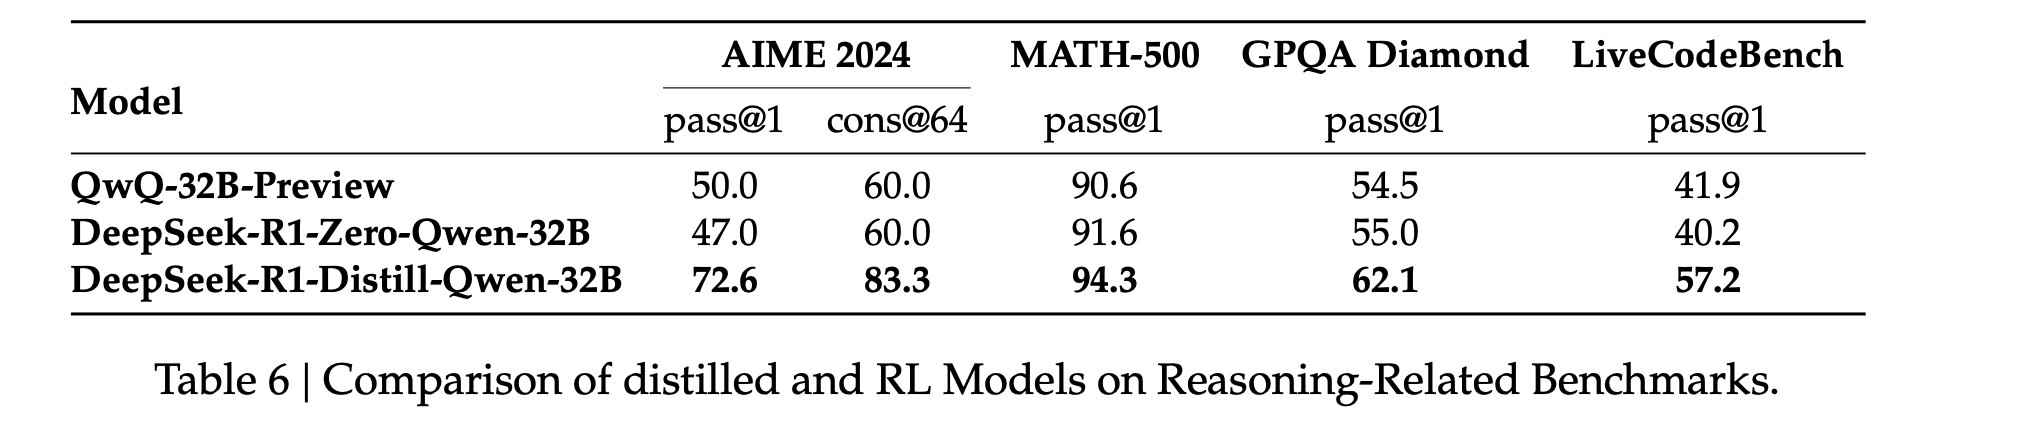 Model AIME 2024 MATH-500 GPQA Diamond LiveCodeBench
pass@1 cons@64 pass@1 pass@1 pass@1
QwQ-32B-Preview 50.0 60.0 90.6 54.5 41.9
DeepSeek-R1-Zero-Qwen-32B 47.0 60.0 91.6 55.0 40.2
DeepSeek-R1-Distill-Qwen-32B 72.6 83.3 94.3 62.1 57.2
Table 6 | Comparison of distilled and RL Models on Reasoning-Related Benchmarks.